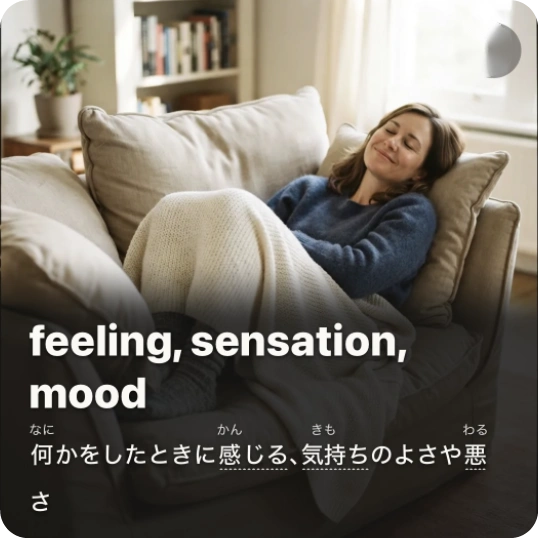 feeling, sensation,
mood
なに かん きも わる
何かをしたときに感じる、気持ちのよさや悪
さ